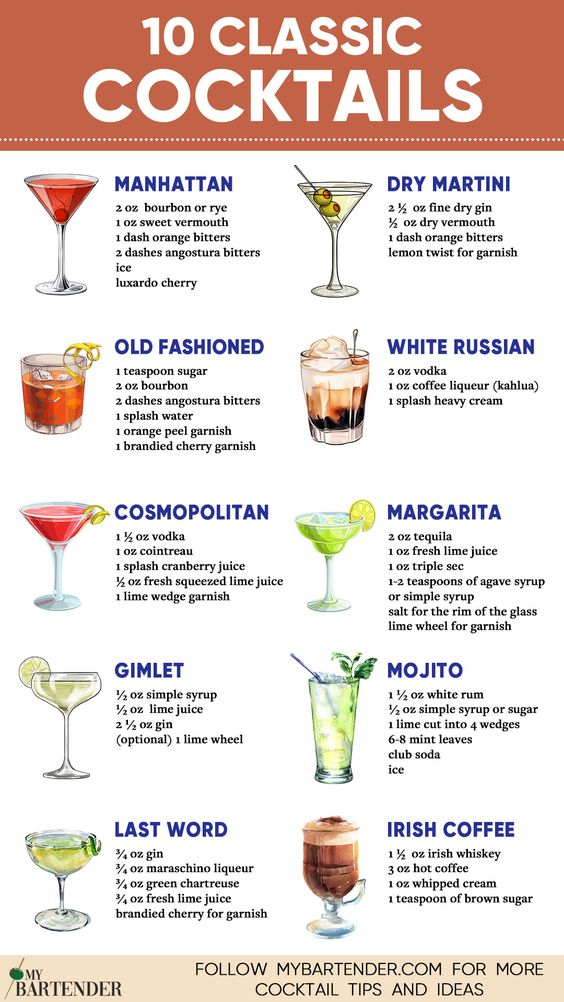 10 CLASSIC
COCKTAILS
MANHATTAN
2 oz bourbon or rye
1 oz sweet vermouth
1 dash orange bitters
2 dashes angostura bitters
ice
luxardo cherry
DRY MARTINI
2 ½ oz fine dry gin
½ oz dry vermouth
1 dash orange bitters
lemon twist for garnish
OLD FASHIONED
1 teaspoon sugar
2 oz bourbon
2 dashes angostura bitters
1 splash water
1 orange peel garnish
1 brandied cherry garnish
WHITE RUSSIAN
2 oz vodka
1 oz coffee liqueur (kahlua)
1 splash heavy cream
COSMOPOLITAN
1 ½ oz vodka
1 oz cointreau
1 splash cranberry juice
½ oz fresh squeezed lime juice
1 lime wedge garnish
MARGARITA
2 oz tequila
1 oz fresh lime juice
1 oz triple sec
1-2 teaspoons of agave syrup
or simple syrup
salt for the rim of the glass
lime wheel for garnish
GIMLET
½ oz simple syrup
½ oz lime juice
2 ½ oz gin
(optional) 1 lime wheel
MOJITO
1 ½ oz white rum
½ oz simple syrup or sugar
1 lime cut into 4 wedges
6-8 mint leaves
club soda
ice
LAST WORD
¾ oz gin
¾ oz maraschino liqueur
¾ oz green chartreuse
¾ oz fresh lime juice
brandied cherry for garnish
IRISH COFFEE
1 ½ oz irish whiskey
3 oz hot coffee
1 oz whipped cream
1 teaspoon of brown sugar
MY
BARTENDER
FOLLOW MYBARTENDER.COM FOR MORE
COCKTAIL TIPS AND IDEAS